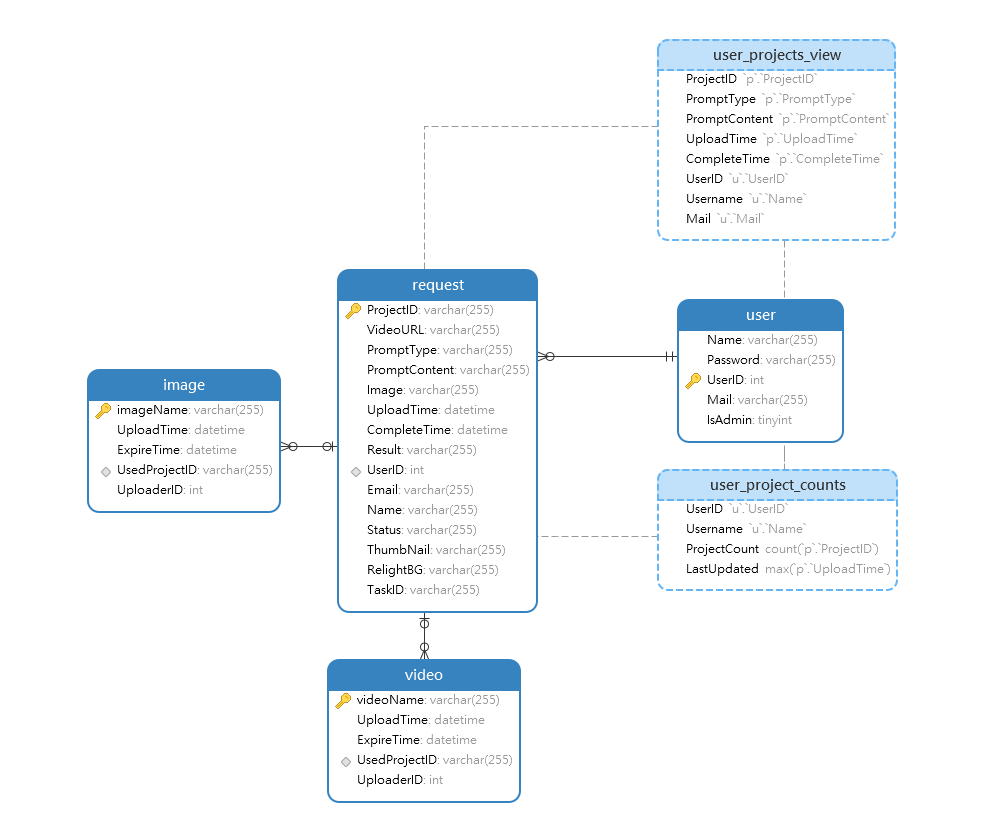 user_projects_view
ProjectID `p`.`ProjectID`
PromptType `p`.`PromptType`
PromptContent `p`.`PromptContent`
UploadTime `p`.`UploadTime`
CompleteTime `p`.`CompleteTime`
UserID `u`.`UserID`
Username `u`.`Name`
Mail `u`.`Mail`
request
ProjectID: varchar(255)
VideoURL: varchar(255)
PromptType: varchar(255)
PromptContent: varchar(255)
Image: varchar(255)
UploadTime: datetime
CompleteTime: datetime
Result: varchar(255)
UserID: int
Email: varchar(255)
Name: varchar(255)
Status: varchar(255)
ThumbNail: varchar(255)
RelightBG: varchar(255)
TaskID: varchar(255)
user
Name: varchar(255)
Password: varchar(255)
UserID: int
Mail: varchar(255)
IsAdmin: tinyint
image
imageName: varchar(255)
UploadTime: datetime
ExpireTime: datetime
UsedProjectID: varchar(255)
UploaderID: int
user_project_counts
UserID `u`.`UserID`
Username `u`.`Name`
ProjectCount count(`p`.`ProjectID`)
LastUpdated max(`p`.`UploadTime`)
video
videoName: varchar(255)
UploadTime: datetime
ExpireTime: datetime
UsedProjectID: varchar(255)
UploaderID: int